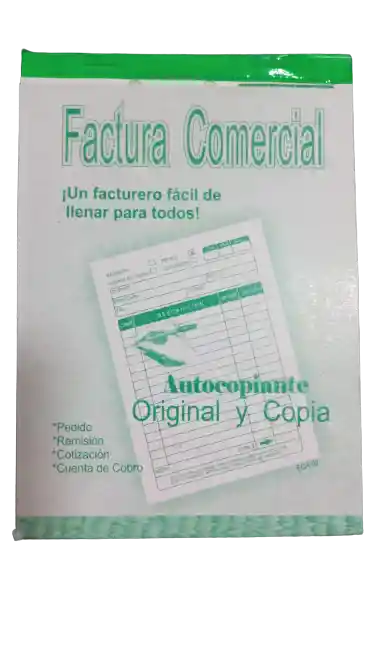 Factura Comercial
¡Un facturero fácil de
llenar para todos!
Autocopiante
Original y Copia
*Pedido
*Remisión
*Cotización
*Cuenta de Cobro